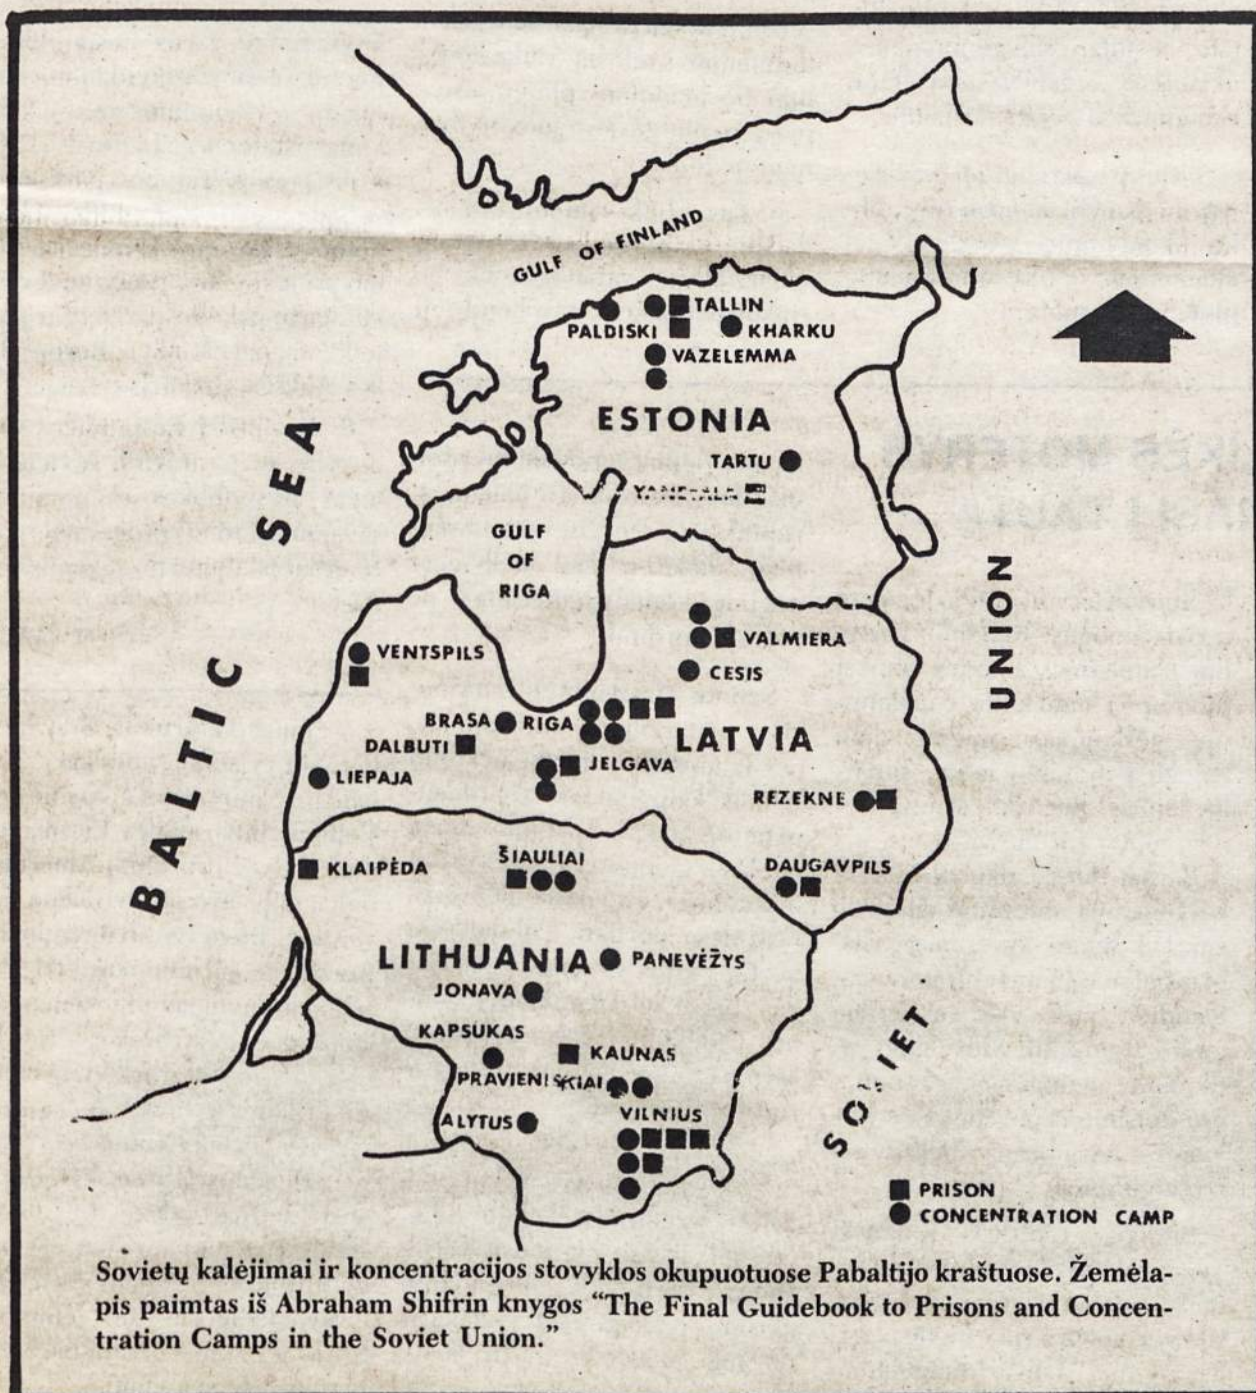 GULF OF FINLAND
TALLIN
PALDISKI
KHARKU
VAZELEMMA
ESTONIA
TARTU
BALTIC SEA
GULF
OF
RIGA
SOVIET UNION
VALMIERA
VENTSPILS
CESIS
BRASA
RIGA
DALBUTI
LATVIA
JELGAVA
LIEPAJA
REZEKNE
KLAIPĖDA
ŠIAULIAI
DAUGAVPILS
LITHUANIA
PANEVĖŽYS
JONAVA
KAPSUKAS
KAUNAS
PRAVIENIŠKIAI
VILNIUS
ALYTUS
PRISON
CONCENTRATION CAMP
Sovietų kalėjimai ir koncentracijos stovyklos okupuotuose Pabaltijo kraštuose. Žemėla-
pis paimtas iš Abraham Shifrin knygos “The Final Guidebook to Prisons and Concen-
tration Camps in the Soviet Union.”